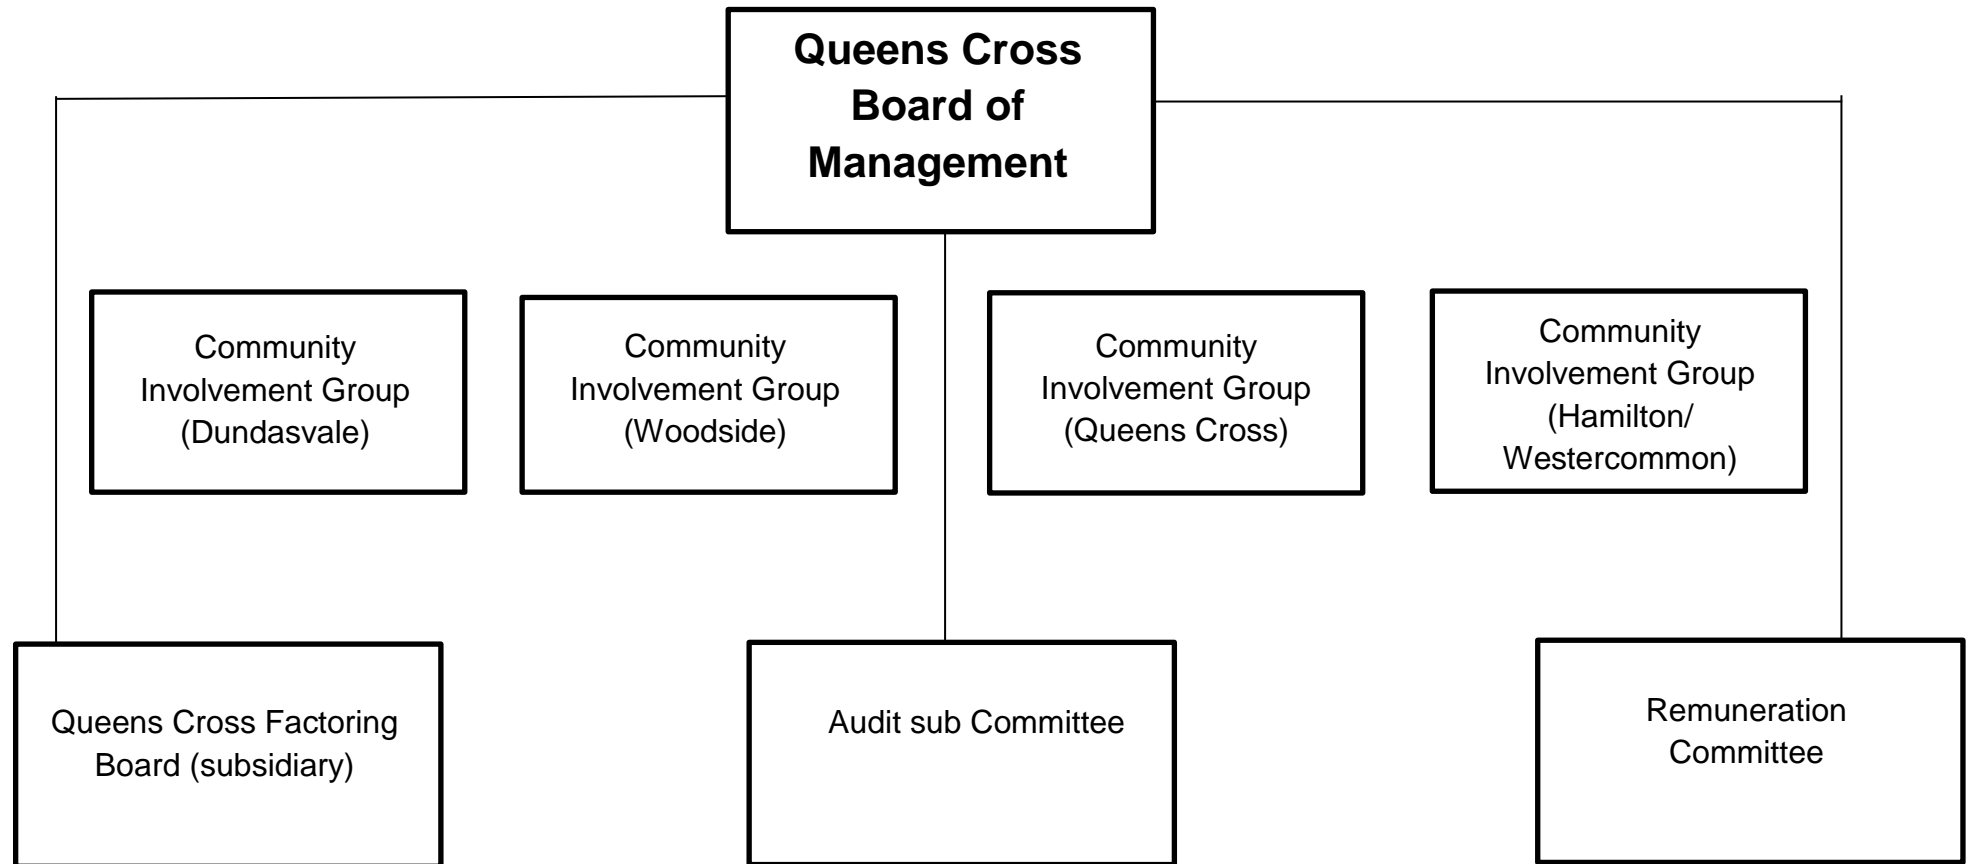 Queens Cross
Board of
Management
Community
Involvement Group
(Dundasvale)
Community
Involvement Group
(Woodside)
Community
Involvement Group
(Queens Cross)
Community
Involvement Group
(Hamilton/
Westercommon)
Queens Cross Factoring
Board (subsidiary)
Audit sub Committee
Remuneration
Committee